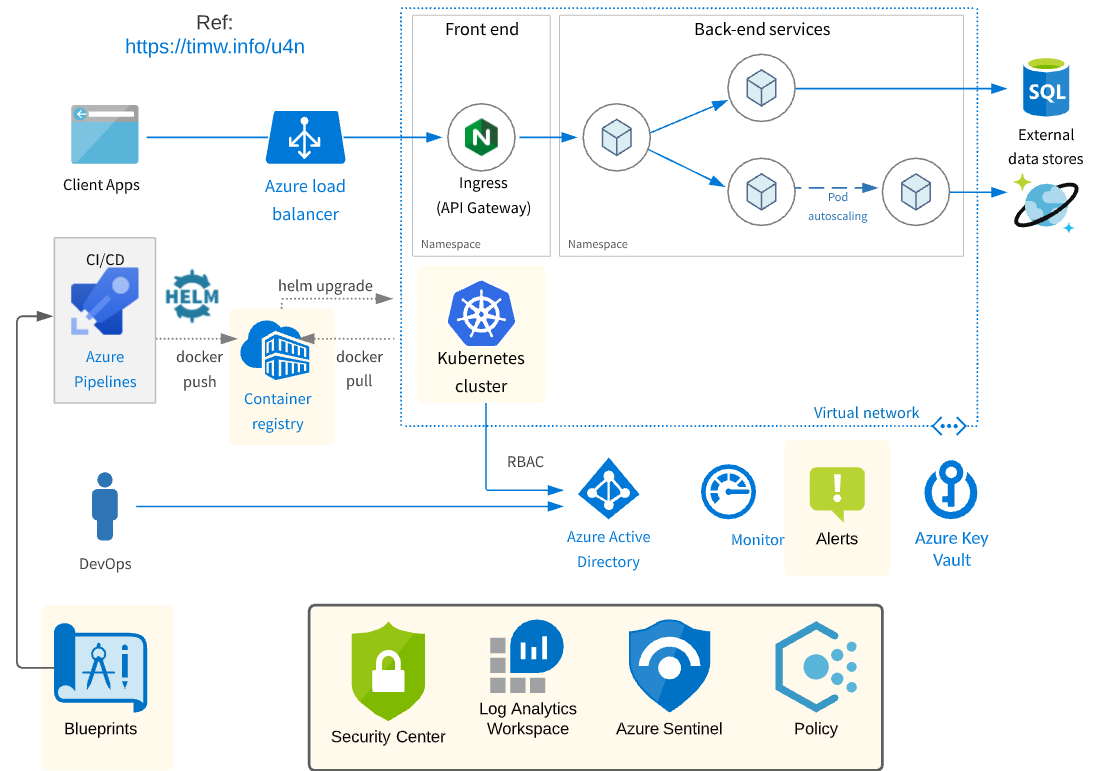 Ref:
https://timw.info/u4n
Front end
Back-end services
SQL
External
data stores
Client Apps
Azure load
balancer
N
Ingress
(API Gateway)
Pod
autoscaling
Namespace
Namespace
CI/CD
HELM
helm upgrade
Azure
Pipelines
docker
push
docker
pull
Container
registry
Kubernetes
cluster
Virtual network
RBAC
DevOps
Azure Active
Directory
Monitor
Alerts
Azure Key
Vault
Blueprints
Security Center
Log Analytics
Workspace
Azure Sentinel
Policy